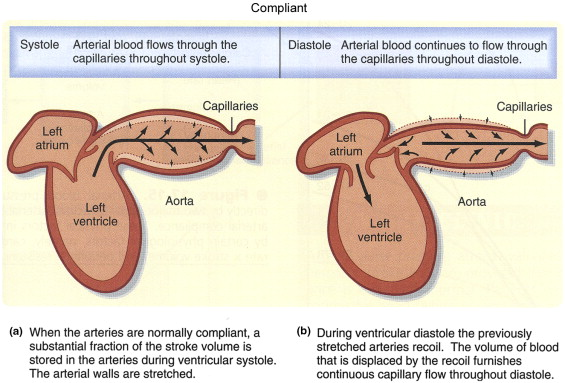 Compliant
Systole Arterial blood flows through the
capillaries throughout systole.
Diastole Arterial blood continues to flow through
the capillaries throughout diastole.
Capillaries
Left
atrium
Left
ventricle
Aorta
Capillaries
Left
atrium
Left
ventricle
Aorta
(a) When the arteries are normally compliant, a
substantial fraction of the stroke volume is
stored in the arteries during ventricular systole.
The arterial walls are stretched.
(b) During ventricular diastole the previously
stretched arteries recoil. The volume of blood
that is displaced by the recoil furnishes
continuous capillary flow throughout diastole.